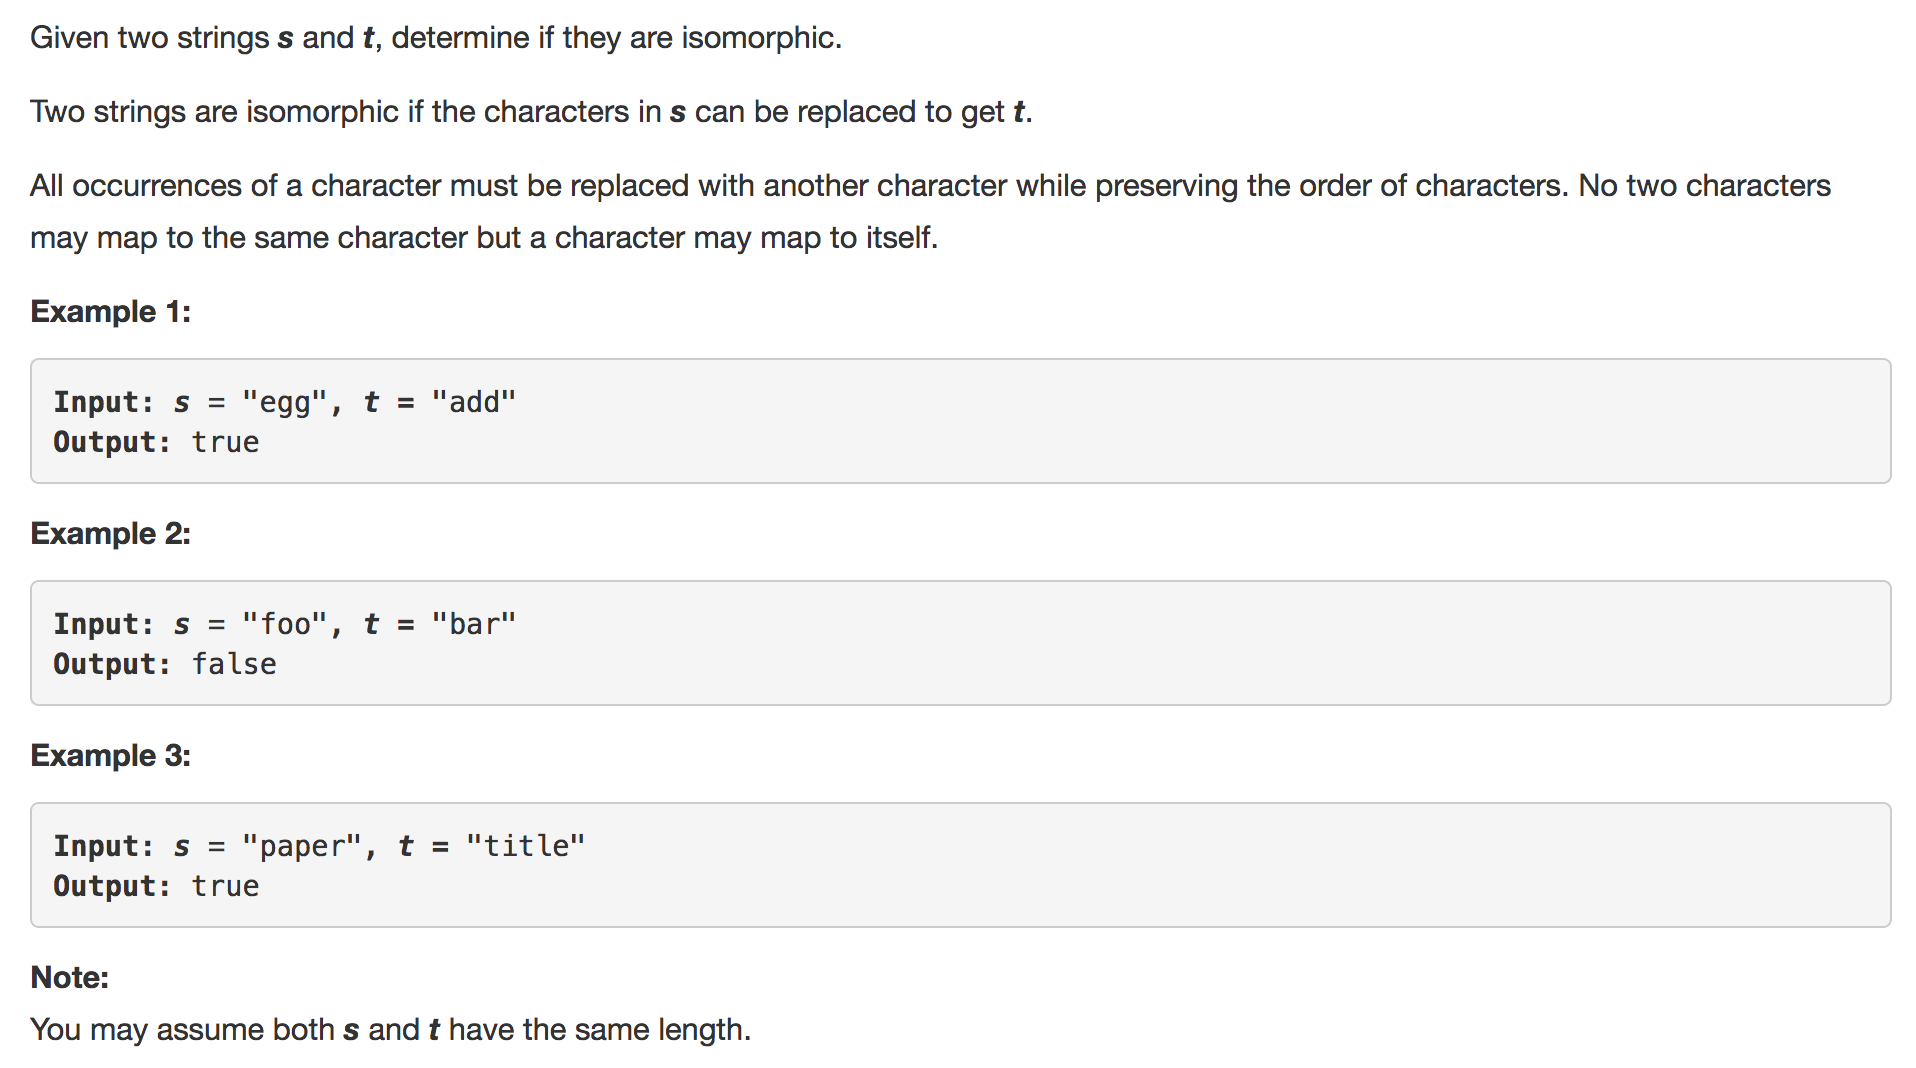 Given two strings s and t, determine if they are isomorphic.
Two strings are isomorphic if the characters in s can be replaced to get t.
All occurrences of a character must be replaced with another character while preserving the order of characters. No two characters
may map to the same character but a character may map to itself.
Example 1:
Input: s = "egg", t = "add"
Output: true
Example 2:
Input: s = "foo", t = "bar"
Output: false
Example 3:
Input: s = "paper", t = "title"
Output: true
Note:
You may assume both s and t have the same length.